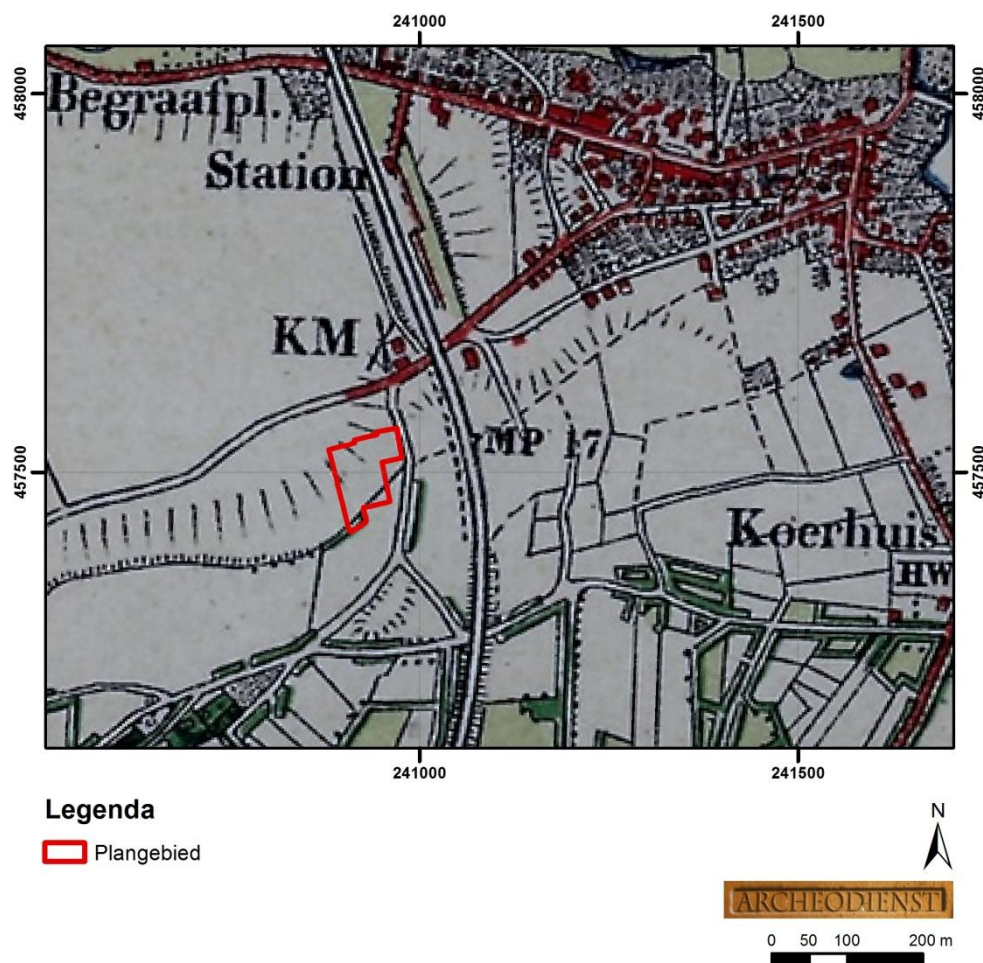 241000 241500
458000 458000
Begraafpl.
Station
KM
MP 17
457500 457500
Koerhuis
HW
241000 241500
Legenda
Plangebied
N
ARCHEODIENST
0 50 100 200 m